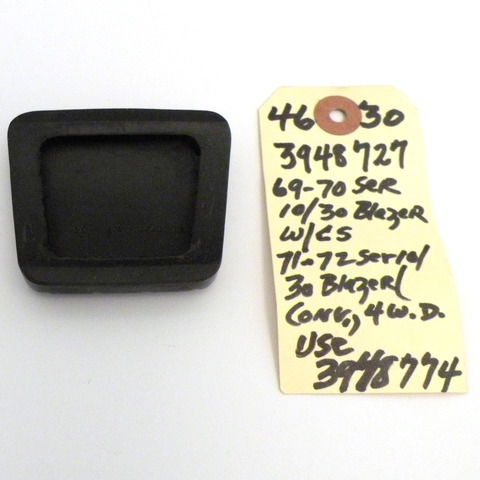 46 30
3948727
69-70 SER
10/30 Blazer
W/CS
71-72 Ser 10/
30 Blazer/
Conv., 4 W.D.
USE
3948774